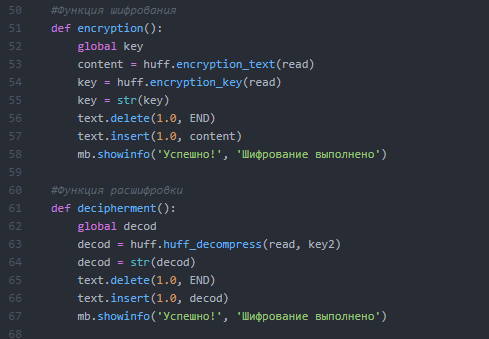 50 #Функция шифрования
51 def encryption():
52     global key
53     content = huff.encryption_text(read)
54     key = huff.encryption_key(read)
55     key = str(key)
56     text.delete(1.0, END)
57     text.insert(1.0, content)
58     mb.showinfo('Успешно!', 'Шифрование выполнено')
59
60 #Функция расшифровки
61 def decipherment():
62     global decod
63     decod = huff.huff_decompress(read, key2)
64     decod = str(decod)
65     text.delete(1.0, END)
66     text.insert(1.0, decod)
67     mb.showinfo('Успешно!', 'Шифрование выполнено')
68